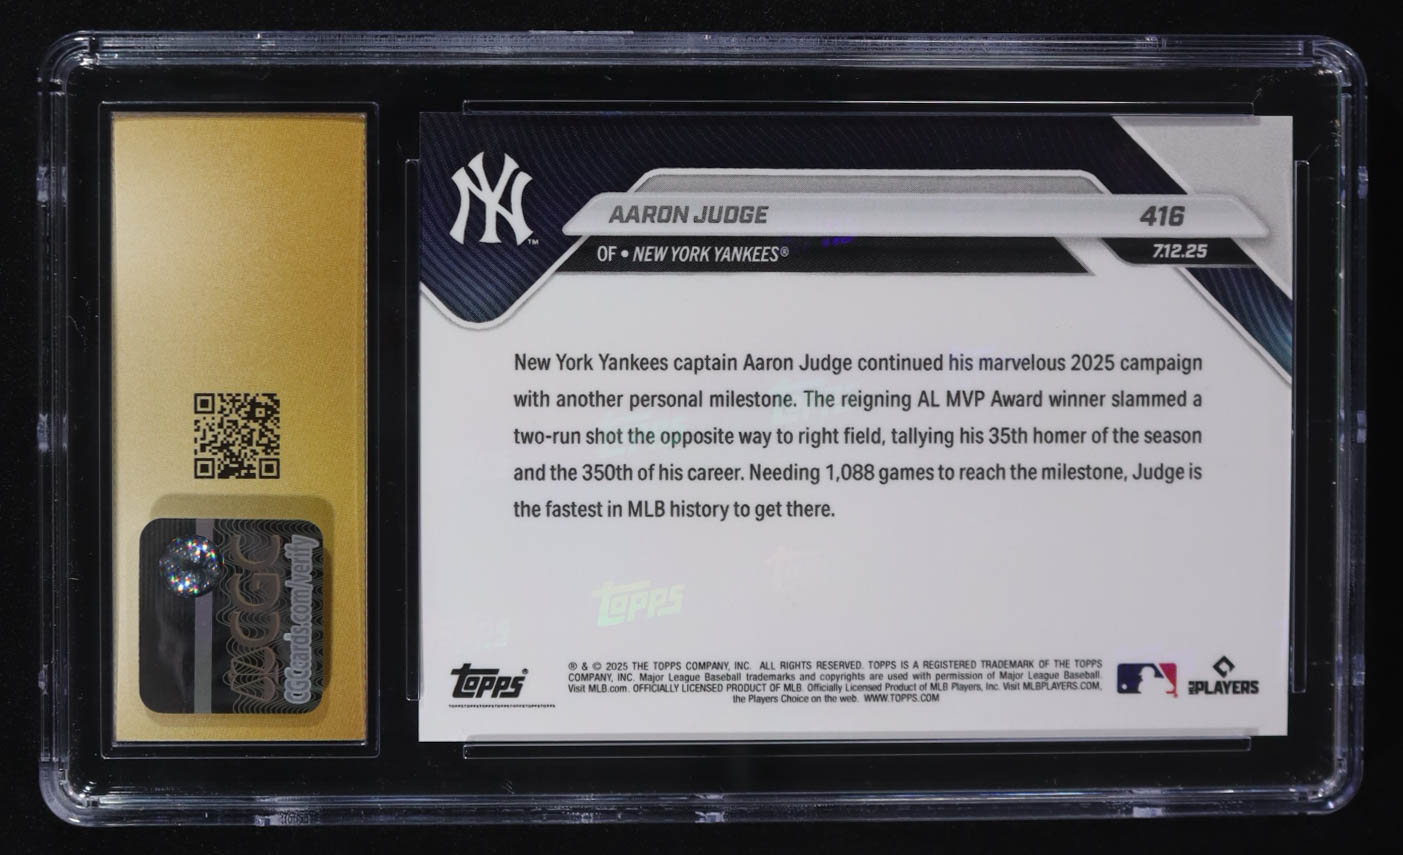 NY
TM
AARON JUDGE
416
OF • NEW YORK YANKEES®
7.12.25
New York Yankees captain Aaron Judge continued his marvelous 2025 campaign
with another personal milestone. The reigning AL MVP Award winner slammed a
two-run shot the opposite way to right field, tallying his 35th homer of the season
and the 350th of his career. Needing 1,088 games to reach the milestone, Judge is
the fastest in MLB history to get there.
Topps
Topps
CGC
CGCcards.com/verify
Topps®
® & © 2025 THE TOPPS COMPANY, INC. ALL RIGHTS RESERVED. TOPPS IS A REGISTERED TRADEMARK OF THE TOPPS
COMPANY, INC. Major League Baseball trademarks and copyrights are used with permission of Major League Baseball.
Visit MLB.com. OFFICIALLY LICENSED PRODUCT OF MLB. Officially Licensed Product of MLB Players, Inc. Visit MLBPLAYERS.COM,
the Players Choice on the web. WWW.TOPPS.COM
MLB PLAYERS